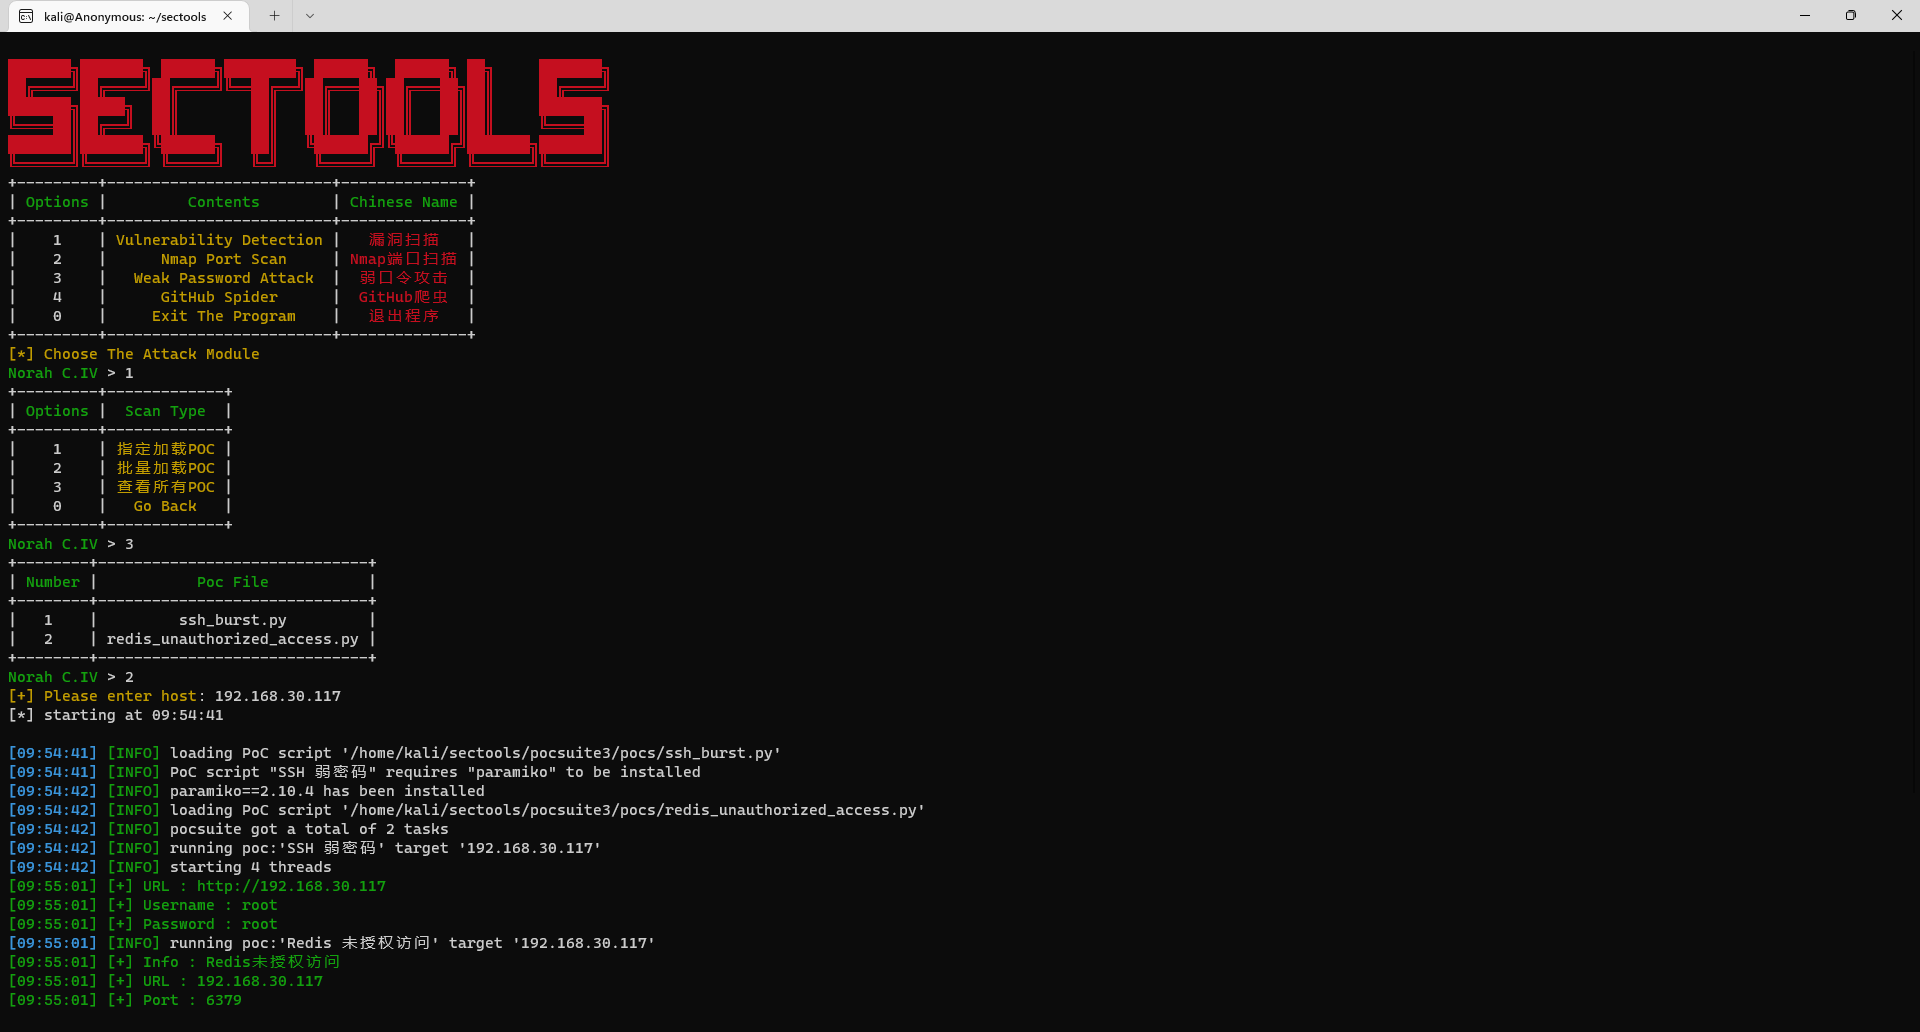 kali@Anonymous: ~/sectools
SECTOOLS
+---------+-------------------------+--------------+
| Options |         Contents        | Chinese Name |
+---------+-------------------------+--------------+
|    1    | Vulnerability Detection |   漏洞扫描   |
|    2    |      Nmap Port Scan     | Nmap端口扫描 |
|    3    |   Weak Password Attack  |  弱口令攻击  |
|    4    |      GitHub Spider      |  GitHub爬虫  |
|    0    |     Exit The Program    |   退出程序   |
+---------+-------------------------+--------------+
[*] Choose The Attack Module
Norah C.IV > 1
+---------+-------------+
| Options |  Scan Type  |
+---------+-------------+
|    1    | 指定加载POC |
|    2    | 批量加载POC |
|    3    | 查看所有POC |
|    0    |   Go Back   |
+---------+-------------+
Norah C.IV > 3
+--------+------------------------------+
| Number |           Poc File           |
+--------+------------------------------+
|   1    |         ssh_burst.py         |
|   2    | redis_unauthorized_access.py |
+--------+------------------------------+
Norah C.IV > 2
[+] Please enter host: 192.168.30.117
[*] starting at 09:54:41
[09:54:41] [INFO] loading PoC script '/home/kali/sectools/pocsuite3/pocs/ssh_burst.py'
[09:54:41] [INFO] PoC script "SSH 弱密码" requires "paramiko" to be installed
[09:54:42] [INFO] paramiko==2.10.4 has been installed
[09:54:42] [INFO] loading PoC script '/home/kali/sectools/pocsuite3/pocs/redis_unauthorized_access.py'
[09:54:42] [INFO] pocsuite got a total of 2 tasks
[09:54:42] [INFO] running poc:'SSH 弱密码' target '192.168.30.117'
[09:54:42] [INFO] starting 4 threads
[09:55:01] [+] URL : http://192.168.30.117
[09:55:01] [+] Username : root
[09:55:01] [+] Password : root
[09:55:01] [INFO] running poc:'Redis 未授权访问' target '192.168.30.117'
[09:55:01] [+] Info : Redis未授权访问
[09:55:01] [+] URL : 192.168.30.117
[09:55:01] [+] Port : 6379